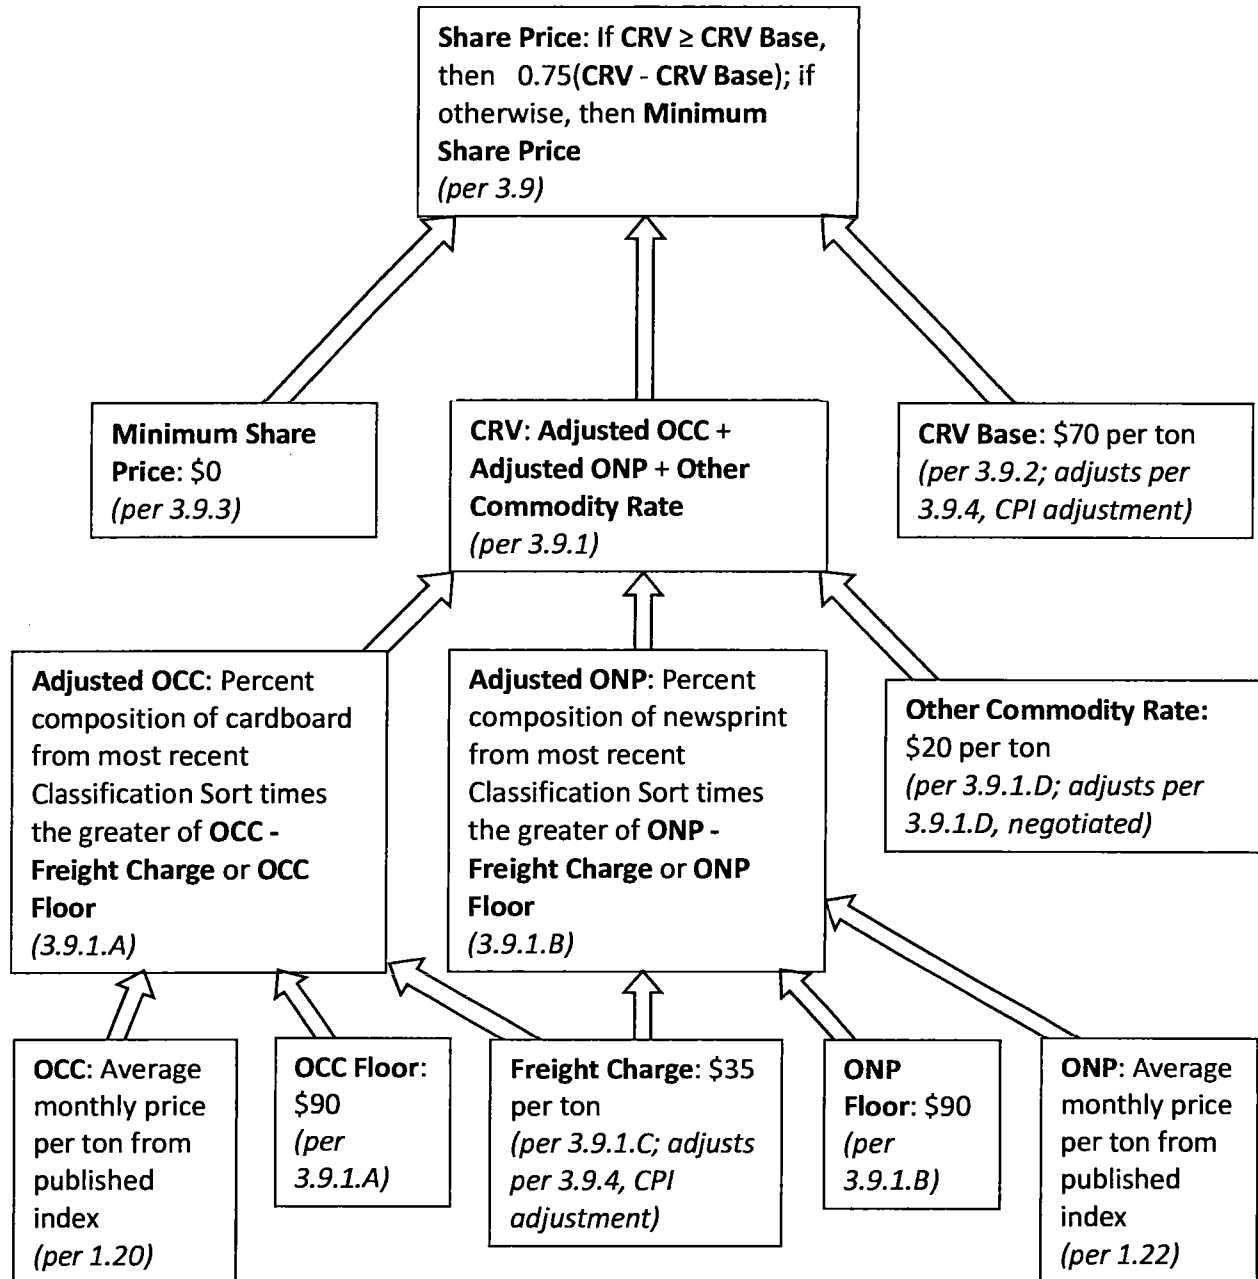 Share Price: If CRV ≥ CRV Base,
then 0.75(CRV - CRV Base); if
otherwise, then Minimum
Share Price
(per 3.9)
Minimum Share
Price: $0
(per 3.9.3)
CRV: Adjusted OCC +
Adjusted ONP + Other
Commodity Rate
(per 3.9.1)
CRV Base: $70 per ton
(per 3.9.2; adjusts per
3.9.4, CPI adjustment)
Adjusted OCC: Percent
composition of cardboard
from most recent
Classification Sort times
the greater of OCC -
Freight Charge or OCC
Floor
(3.9.1.A)
Adjusted ONP: Percent
composition of newsprint
from most recent
Classification Sort times
the greater of ONP -
Freight Charge or ONP
Floor
(3.9.1.B)
Other Commodity Rate:
$20 per ton
(per 3.9.1.D; adjusts per
3.9.1.D, negotiated)
OCC: Average
monthly price
per ton from
published
index
(per 1.20)
OCC Floor:
$90
(per
3.9.1.A)
Freight Charge: $35
per ton
(per 3.9.1.C; adjusts
per 3.9.4, CPI
adjustment)
ONP
Floor: $90
(per
3.9.1.B)
ONP: Average
monthly price
per ton from
published
index
(per 1.22)